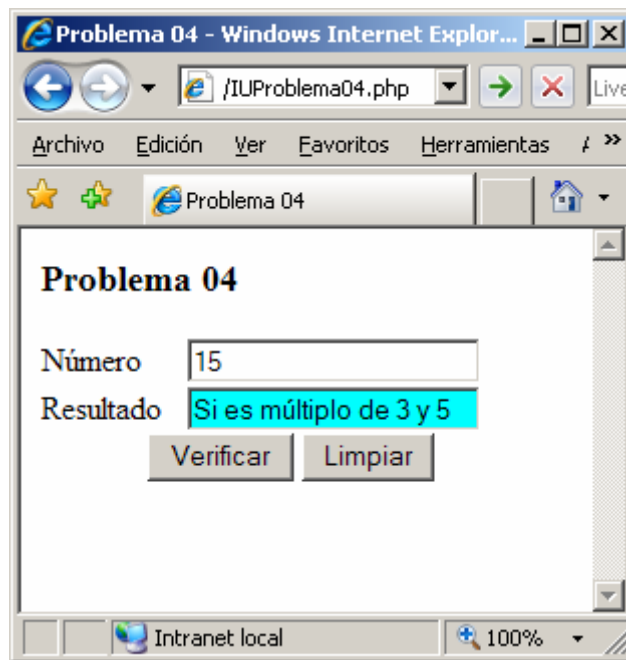 Problema 04 - Windows Internet Explor...
/IUProblema04.php Live
Archivo Edición Ver Favoritos Herramientas »
Problema 04
Problema 04
Número 15
Resultado Si es múltiplo de 3 y 5
Verificar Limpiar
Intranet local 100%